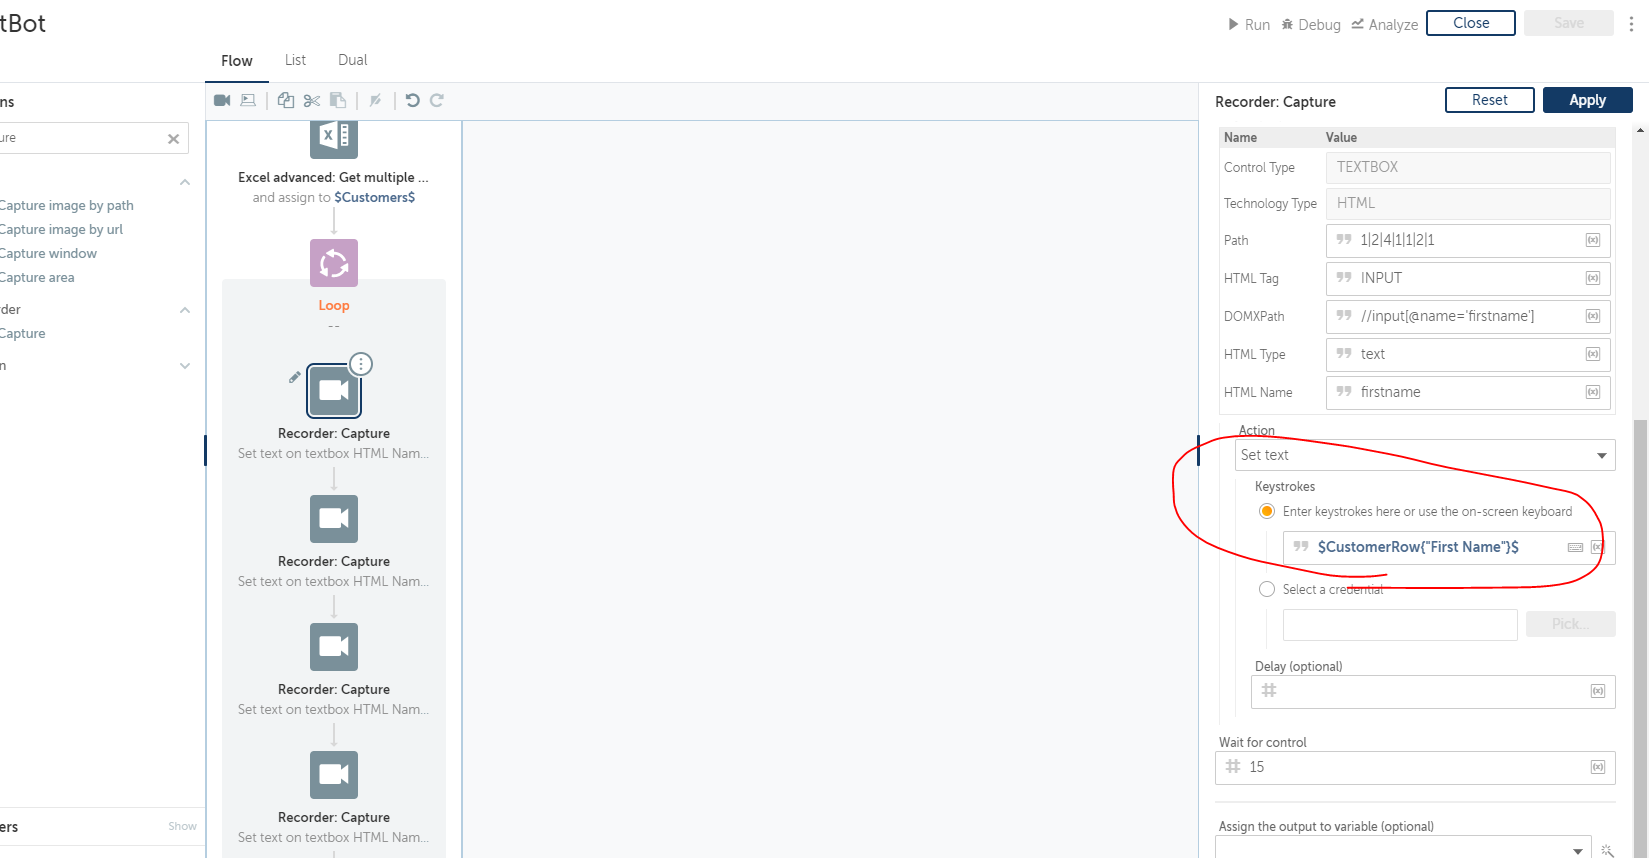 tBot
Run Debug Analyze Close Save
Flow List Dual
ns
ure
Capture image by path
Capture image by url
Capture window
Capture area
der
Capture
n
ers Show
Excel advanced: Get multiple ...
and assign to $Customers$
Loop
--
Recorder: Capture
Set text on textbox HTML Nam...
Recorder: Capture
Set text on textbox HTML Nam...
Recorder: Capture
Set text on textbox HTML Nam...
Recorder: Capture
Set text on textbox HTML Nam...
Recorder: Capture Reset Apply
Name Value
Control Type TEXTBOX
Technology Type HTML
Path 1|2|4|1|1|2|1
HTML Tag INPUT
DOMXPath //input[@name='firstname']
HTML Type text
HTML Name firstname
Action
Set text
Keystrokes
Enter keystrokes here or use the on-screen keyboard
$CustomerRow{"First Name"}$
Select a credential
Pick...
Delay (optional)
Wait for control
15
Assign the output to variable (optional)